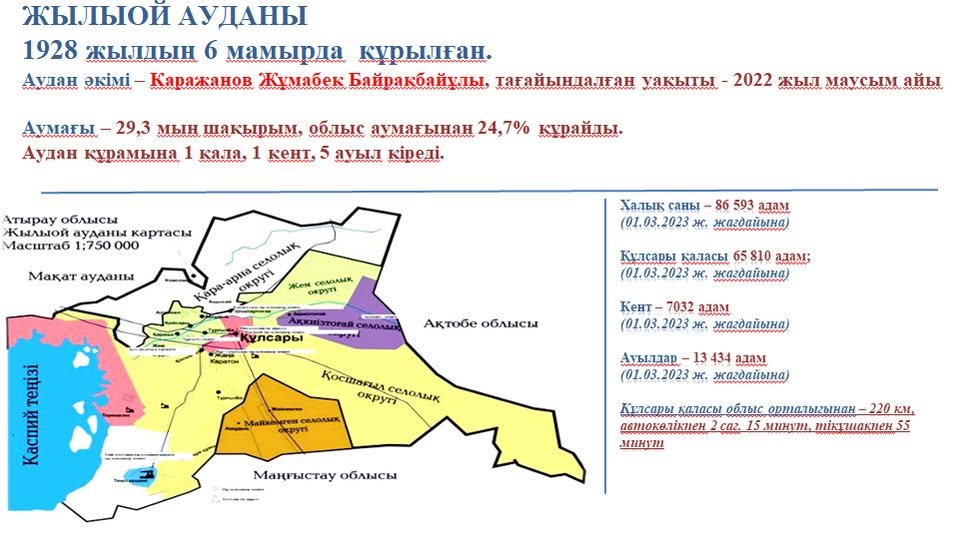 ЖЫЛЫОЙ АУДАНЫ
1928 жылдың 6 мамырда құрылған.
Аудан әкімі – Қаражанов Жұмабек Байрақбайұлы, тағайындалған уақыты - 2022 жыл маусым айы
Аумағы – 29,3 мың шақырым, облыс аумағынан 24,7% құрайды.
Аудан құрамына 1 қала, 1 кент, 5 ауыл кіреді.
Атырау облысы
Жылыой ауданы картасы
Масштаб 1;750 000
Мақат ауданы
Қара-арна селолық
округі
Жем селолық
округі
Ақкиізтоғай селолық
Ақтөбе облысы
Құлсары
Жаңа
Каратон
Қосшағыл селолық
округі
Майкөмген селолық
округі
Каспий теңізі
Маңғыстау облысы
Халық саны – 86 593 адам
(01.03.2023 ж. жағдайына)
Құлсары қаласы 65 810 адам;
(01.03.2023 ж. жағдайына)
Кент – 7032 адам
(01.03.2023 ж. жағдайына)
Ауылдар – 13 434 адам
(01.03.2023 ж. жағдайына)
Құлсары қаласы облыс орталығынан – 220 км,
автокөлікпен 2 сағ. 15 минут, тікұшақпен 55
минут